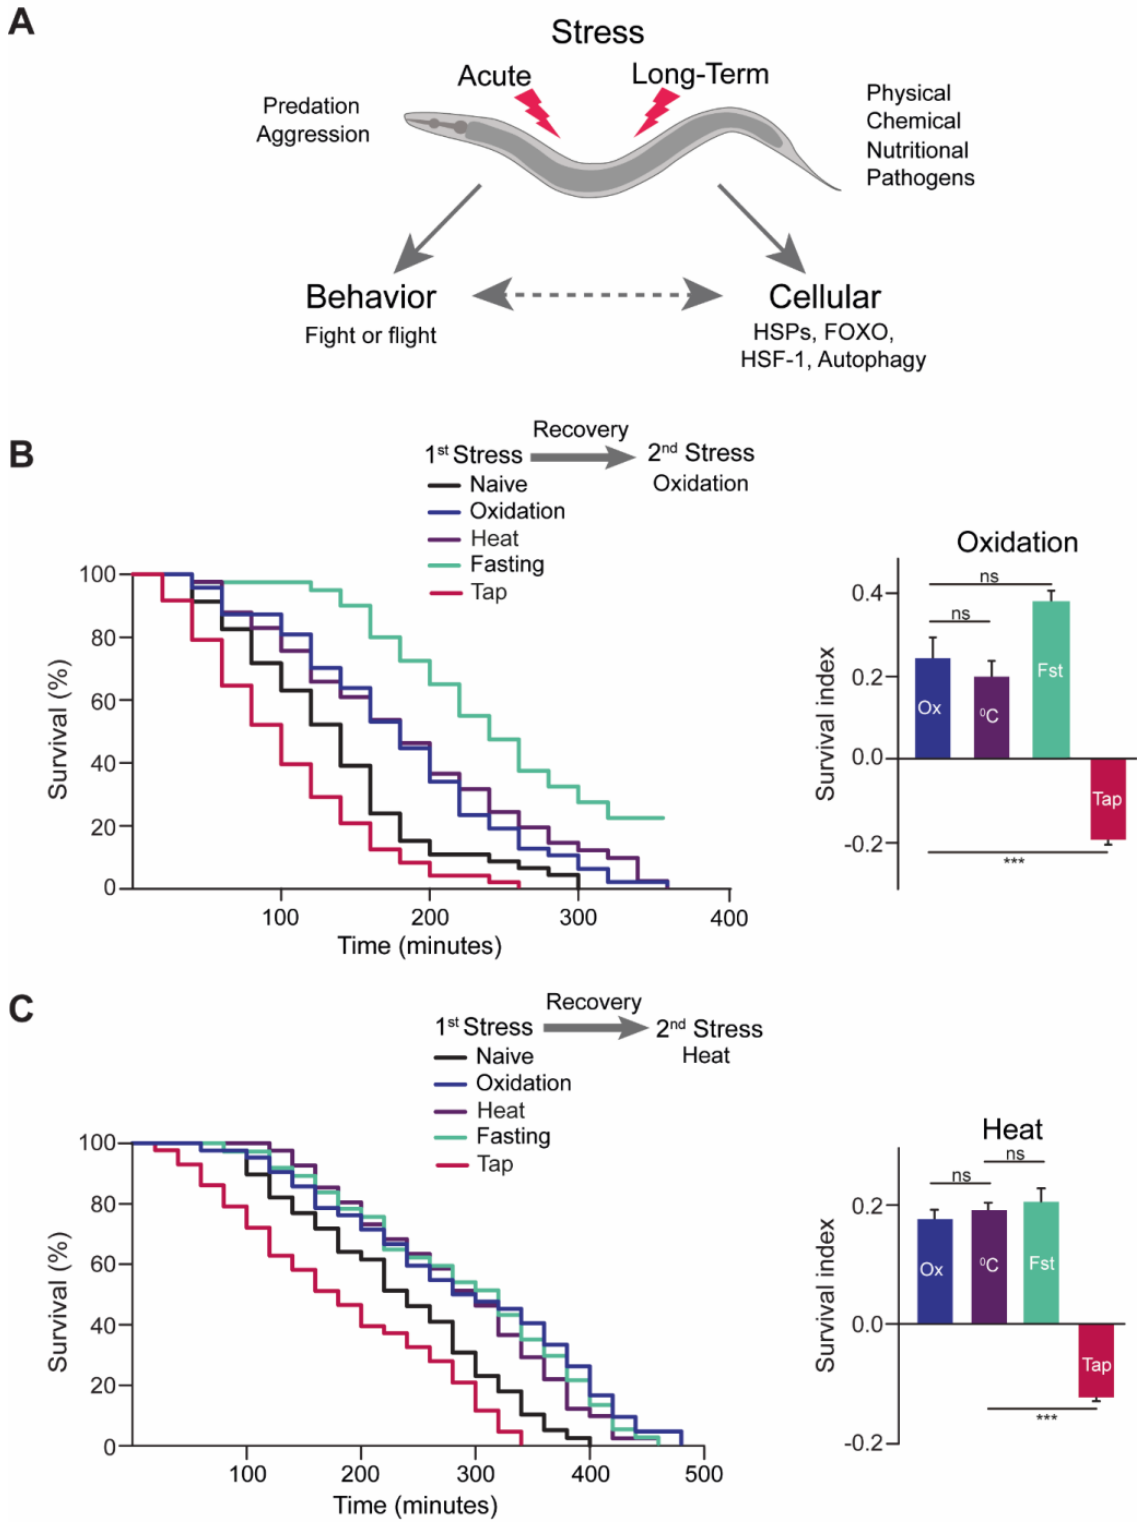 A
Stress
Acute
Long-Term
Predation
Aggression
Physical
Chemical
Nutritional
Pathogens
Behavior
Fight or flight
Cellular
HSPs, FOXO,
HSF-1, Autophagy
B
Recovery
1st Stress
2nd Stress
Oxidation
Naive
Oxidation
Heat
Fasting
Tap
100
80
60
40
20
0
Survival (%)
100
200
300
400
Time (minutes)
Oxidation
ns
ns
0.4
0.2
0.0
-0.2
Survival index
Ox
⁰C
Fst
Tap
***
C
Recovery
1st Stress
2nd Stress
Heat
Naive
Oxidation
Heat
Fasting
Tap
100
80
60
40
20
0
Survival (%)
100
200
300
400
500
Time (minutes)
Heat
ns
ns
0.2
0.0
-0.2
Survival index
Ox
⁰C
Fst
Tap
***